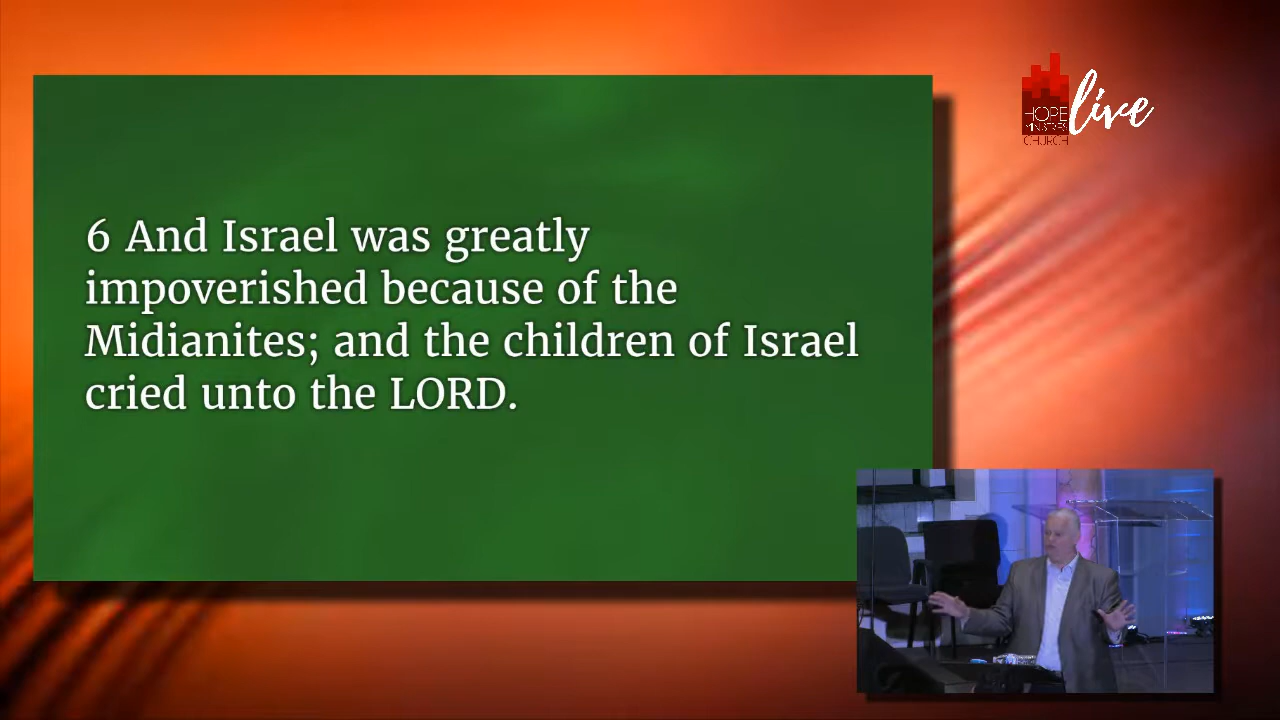 6 And Israel was greatly
impoverished because of the
Midianites; and the children of Israel
cried unto the LORD.
HOPE
MINISTRIES
CHURCH
live